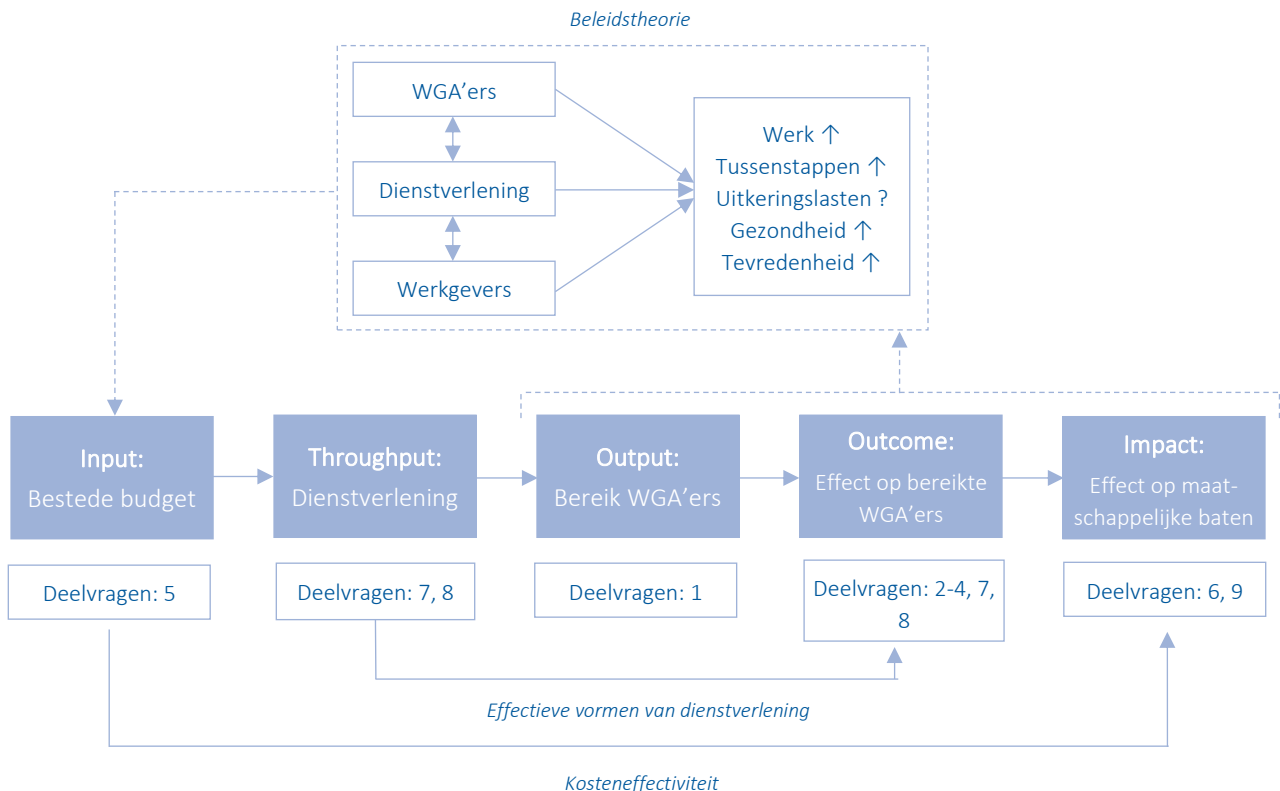 Beleidstheorie
WGA’ers
Dienstverlening
Werkgevers
Werk ↑
Tussenstappen ↑
Uitkeringslasten ?
Gezondheid ↑
Tevredenheid ↑
Input:
Bestede budget
Throughput:
Dienstverlening
Output:
Bereik WGA’ers
Outcome:
Effect op bereikte
WGA’ers
Impact:
Effect op maat-
schappelijke baten
Deelvragen: 5
Deelvragen: 7, 8
Deelvragen: 1
Deelvragen: 2-4, 7,
8
Deelvragen: 6, 9
Effectieve vormen van dienstverlening
Kosteneffectiviteit